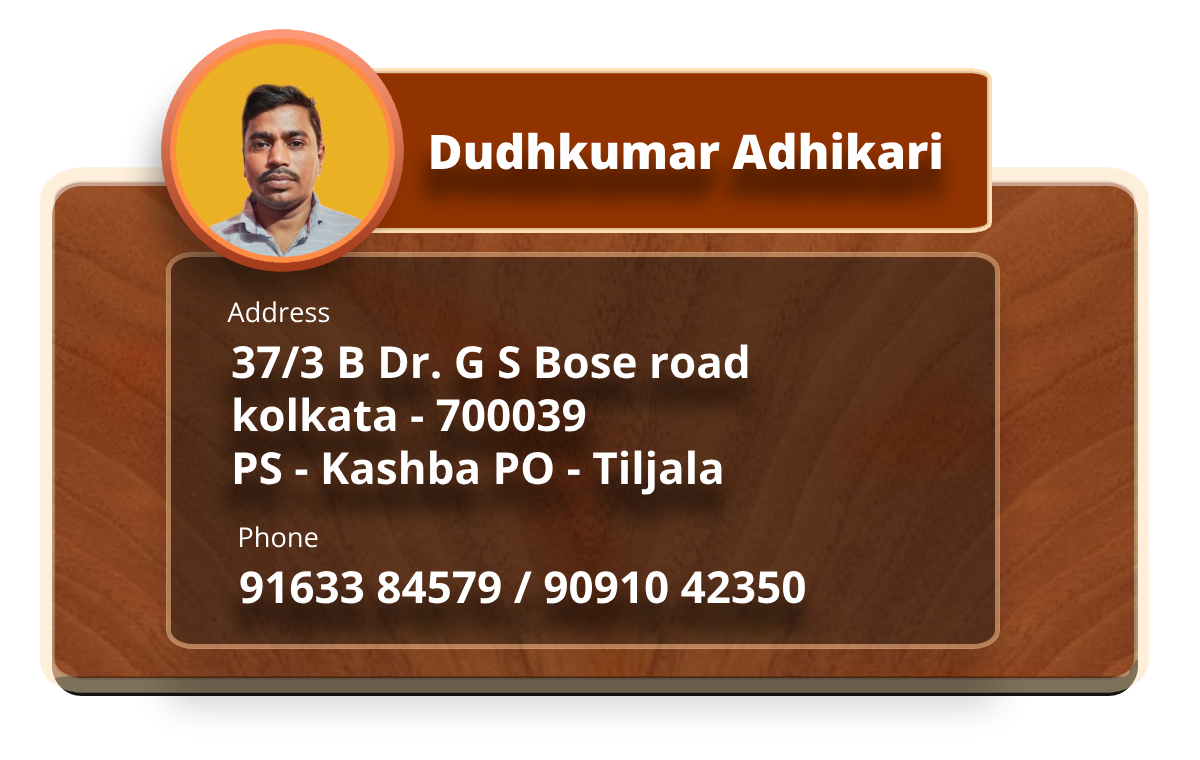 Dudhkumar Adhikari
Address
37/3 B Dr. G S Bose road
kolkata - 700039
PS - Kashba PO - Tiljala
Phone
91633 84579 / 90910 42350